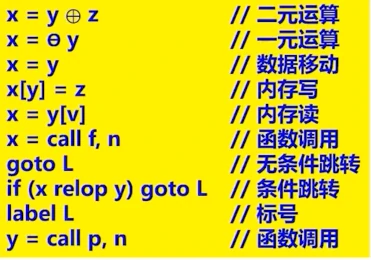 x = y ⊕ z // 二元运算
x = ⊖ y // 一元运算
x = y // 数据移动
x[y] = z // 内存写
x = y[v] // 内存读
x = call f, n // 函数调用
goto L // 无条件跳转
if (x relop y) goto L // 条件跳转
label L // 标号
y = call p, n // 函数调用